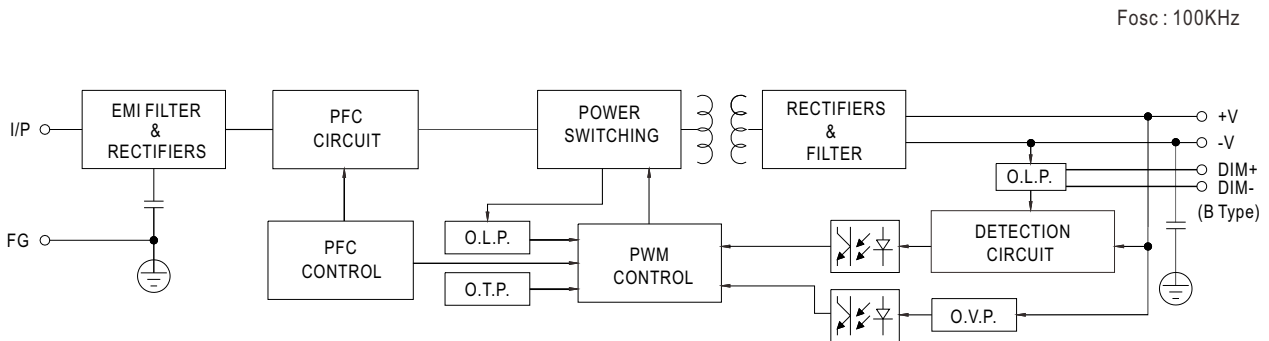 Fosc : 100KHz
I/P
EMI FILTER
&
RECTIFIERS
PFC
CIRCUIT
POWER
SWITCHING
RECTIFIERS
&
FILTER
+V
-V
O.L.P.
DIM+
DIM-
(B Type)
FG
PFC
CONTROL
O.L.P.
O.T.P.
PWM
CONTROL
DETECTION
CIRCUIT
O.V.P.